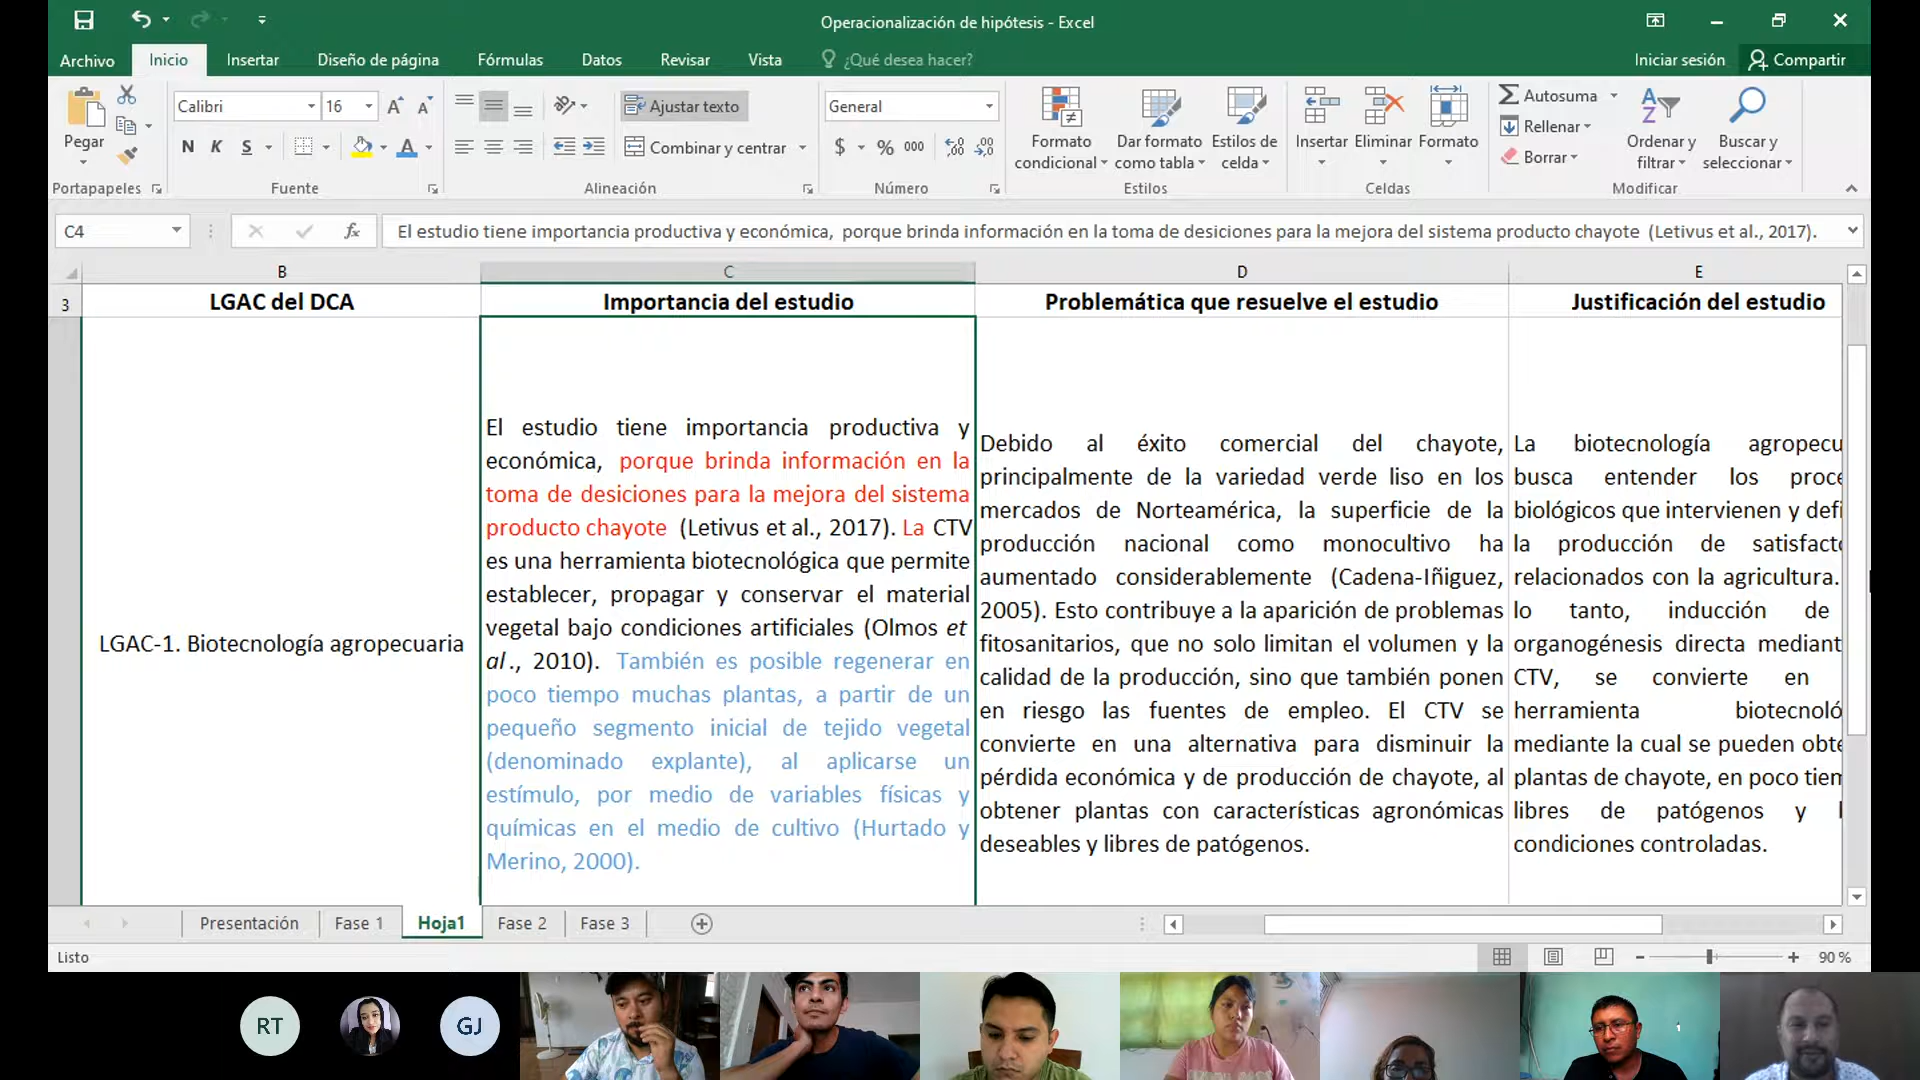 Operacionalización de hipótesis - Excel
Archivo Inicio Insertar Diseño de página Fórmulas Datos Revisar Vista ¿Qué desea hacer? Iniciar sesión Compartir
Calibri 16 Ajustar texto General Autosuma
Pegar Formato condicional Dar formato como tabla Estilos de celda Insertar Eliminar Formato Rellenar Ordenar y filtrar Buscar y seleccionar
N K S Combinar y centrar $ % 000 Borrar
Portapapeles Fuente Alineación Número Estilos Celdas Modificar
C4 fx El estudio tiene importancia productiva y económica, porque brinda información en la toma de desiciones para la mejora del sistema producto chayote (Letivus et al., 2017).
B C D E
3 LGAC del DCA Importancia del estudio Problemática que resuelve el estudio Justificación del estudio
LGAC-1. Biotecnología agropecuaria
El estudio tiene importancia productiva y
económica, porque brinda información en la
toma de desiciones para la mejora del sistema
producto chayote (Letivus et al., 2017). La CTV
es una herramienta biotecnológica que permite
establecer, propagar y conservar el material
vegetal bajo condiciones artificiales (Olmos et
al., 2010). También es posible regenerar en
poco tiempo muchas plantas, a partir de un
pequeño segmento inicial de tejido vegetal
(denominado explante), al aplicarse un
estímulo, por medio de variables físicas y
químicas en el medio de cultivo (Hurtado y
Merino, 2000).
Debido al éxito comercial del chayote,
principalmente de la variedad verde liso en los
mercados de Norteamérica, la superficie de la
producción nacional como monocultivo ha
aumentado considerablemente (Cadena-Iñiguez,
2005). Esto contribuye a la aparición de problemas
fitosanitarios, que no solo limitan el volumen y la
calidad de la producción, sino que también ponen
en riesgo las fuentes de empleo. El CTV se
convierte en una alternativa para disminuir la
pérdida económica y de producción de chayote, al
obtener plantas con características agronómicas
deseables y libres de patógenos.
La biotecnología agropecu
busca entender los proce
biológicos que intervienen y defi
la producción de satisfact
relacionados con la agricultura.
lo tanto, inducción de
organogénesis directa mediant
CTV, se convierte en
herramienta biotecnoló
mediante la cual se pueden obt
plantas de chayote, en poco tiem
libres de patógenos y
condiciones controladas.
Presentación Fase 1 Hoja1 Fase 2 Fase 3
Listo 90 %
RT GJ